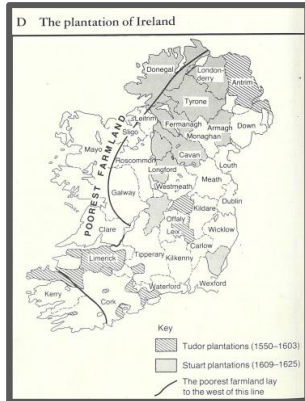 D The plantation of Ireland
Donegal
London-
derry
Antrim
Tyrone
Fermanagh
Armagh
Down
Monaghan
Leitrim
Sligo
Cavan
Mayo
Roscommon
Longford
Louth
Meath
Westmeath
POOREST FARMLAND
Galway
Dublin
Kildare
Offaly
Leix
Wicklow
Clare
Carlow
Tipperary
Kilkenny
Limerick
Wexford
Waterford
Kerry
Cork
Key
Tudor plantations (1550–1603)
Stuart plantations (1609–1625)
The poorest farmland lay
to the west of this line